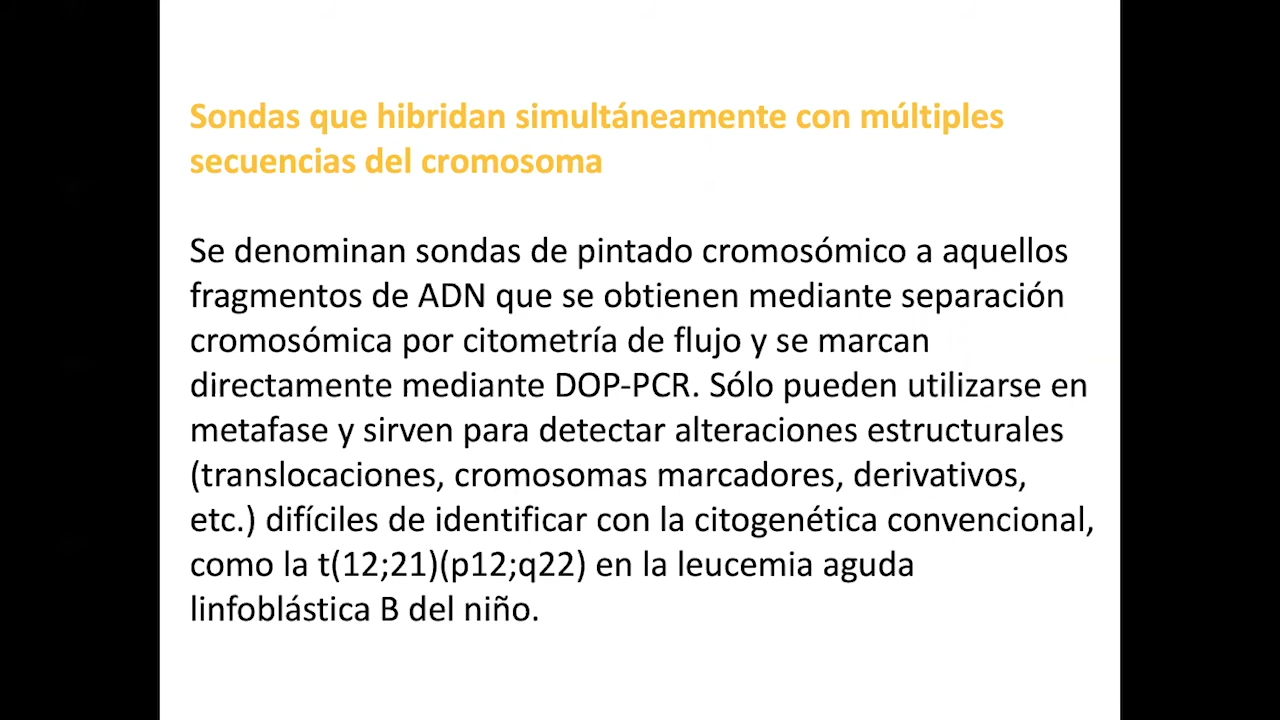 Sondas que hibridan simultáneamente con múltiples
secuencias del cromosoma
Se denominan sondas de pintado cromosómico a aquellos
fragmentos de ADN que se obtienen mediante separación
cromosómica por citometría de flujo y se marcan
directamente mediante DOP-PCR. Sólo pueden utilizarse en
metafase y sirven para detectar alteraciones estructurales
(translocaciones, cromosomas marcadores, derivativos,
etc.) difíciles de identificar con la citogenética convencional,
como la t(12;21)(p12;q22) en la leucemia aguda
linfoblástica B del niño.